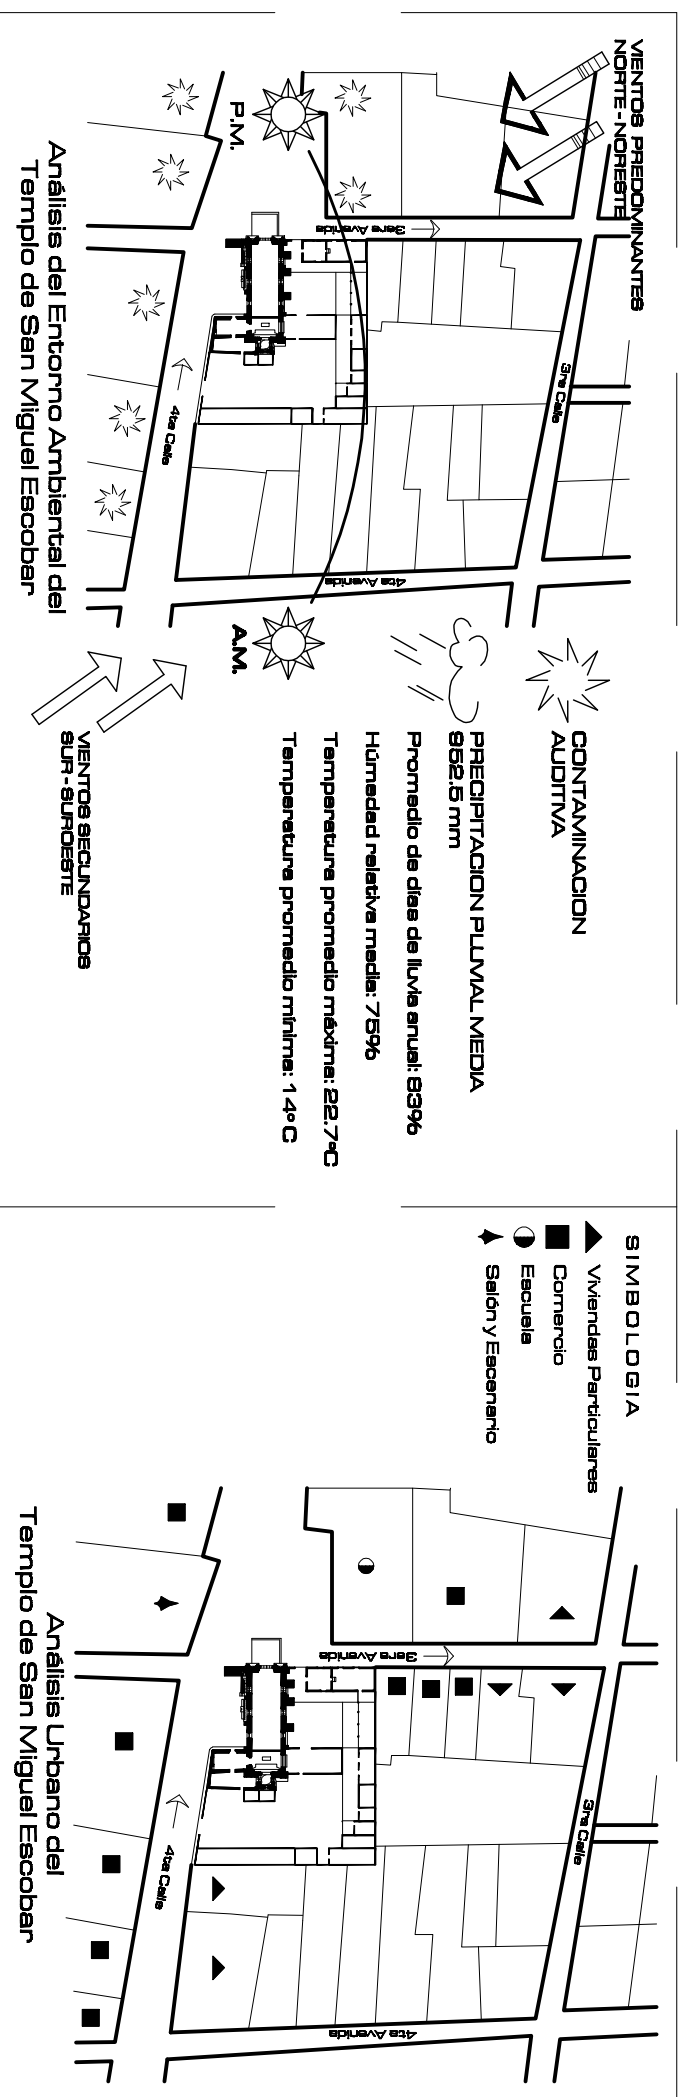 VIENTOS PREDOMINANTES
NORTE - NORESTE
P.M.
3era Avenida
3ra Calle
4ta Calle
4ta Avenida
A.M.
Análisis del Entorno Ambiental del
Templo de San Miguel Escobar
CONTAMINACION
AUDITIVA
PRECIPITACION PLUVIAL MEDIA
952.5 mm
Promedio de días de lluvia anual: 83%
Húmedad relativa media: 75%
Temperatura promedio máxima: 22.7°C
Temperatura promedio mínima: 14°C
VIENTOS SECUNDARIOS
SUR - SUROESTE
SIMBOLOGIA
Viviendas Particulares
Comercio
Escuela
Salón y Escenario
3era Avenida
3ra Calle
4ta Calle
4ta Avenida
Análisis Urbano del
Templo de San Miguel Escobar